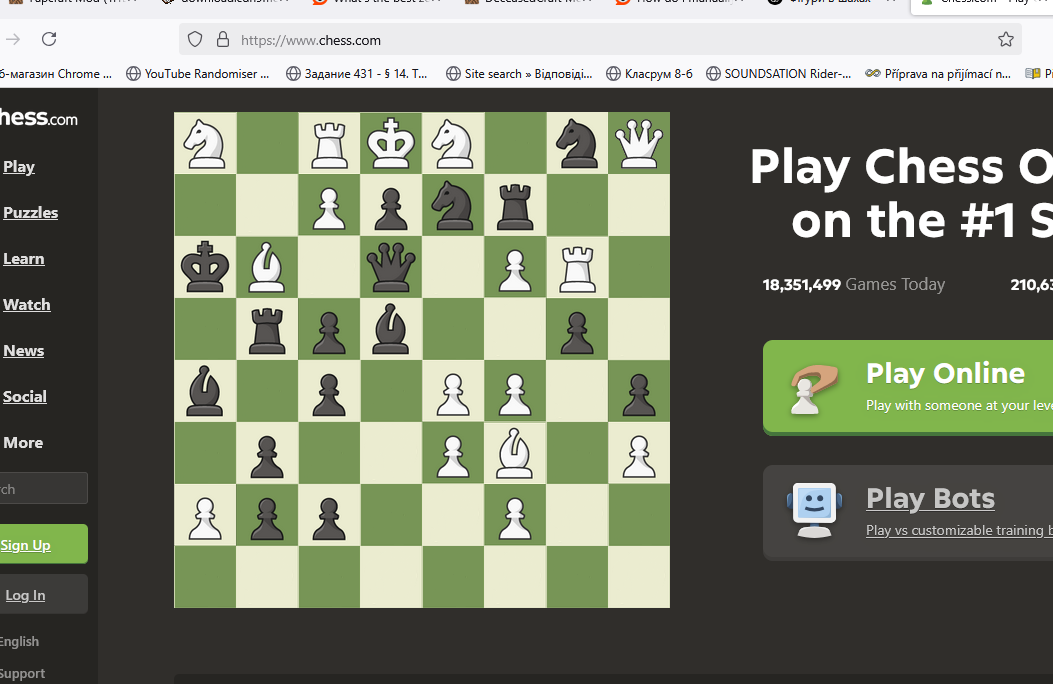 https://www.chess.com
YouTube Randomiser ...
Задание 431 - § 14. Т...
Site search » Відповіді...
Класрум 8-б
SOUNDSATION Rider-...
Příprava na přijímací n...
б-магазин Chrome ...
hess.com
Play
Puzzles
Learn
Watch
News
Social
More
rch
Sign Up
Log In
English
Support
Play Chess O
on the #1 S
18,351,499 Games Today
210,63
Play Online
Play with someone at your leve
Play Bots
Play vs customizable training b